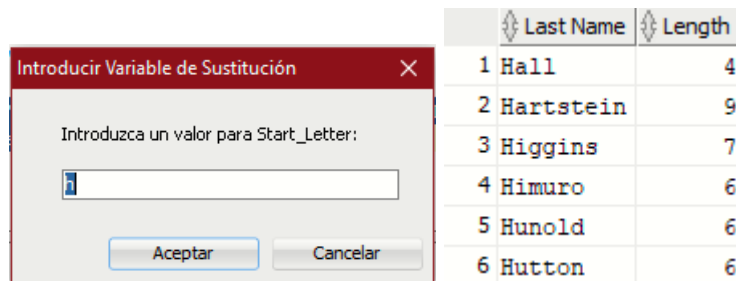 Introducir Variable de Sustitución
Introduzca un valor para Start_Letter:
h
Aceptar Cancelar
Last Name Length
1 Hall 4
2 Hartstein 9
3 Higgins 7
4 Himuro 6
5 Hunold 6
6 Hutton 6